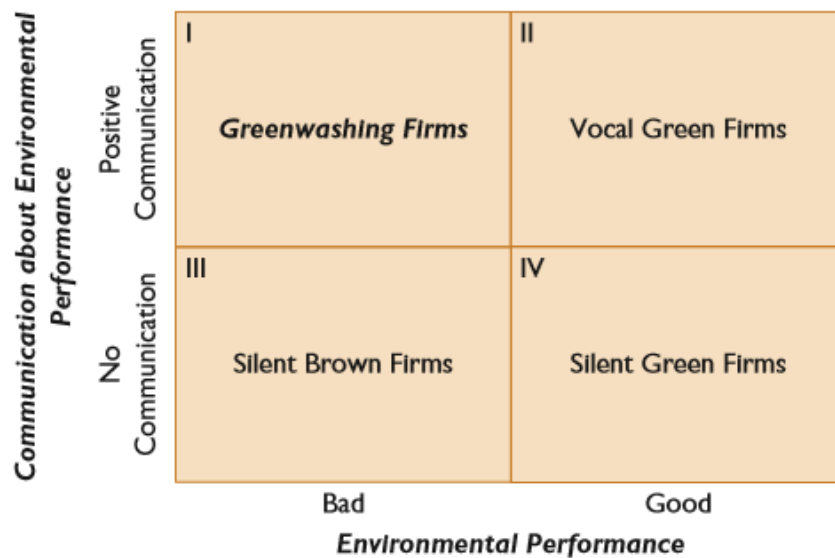 Communication about Environmental
Performance
Positive
Communication
No
Communication
I
Greenwashing Firms
II
Vocal Green Firms
III
Silent Brown Firms
IV
Silent Green Firms
Bad
Good
Environmental Performance